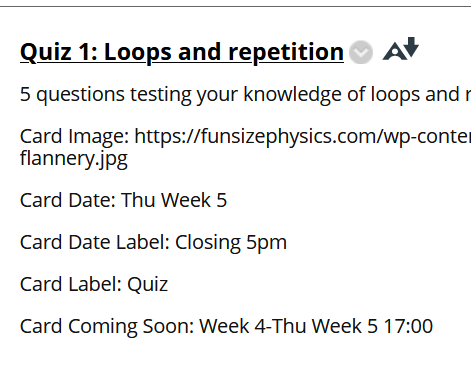 Quiz 1: Loops and repetition
5 questions testing your knowledge of loops and
Card Image: https://funsizephysics.com/wp-conte
flannery.jpg
Card Date: Thu Week 5
Card Date Label: Closing 5pm
Card Label: Quiz
Card Coming Soon: Week 4-Thu Week 5 17:00